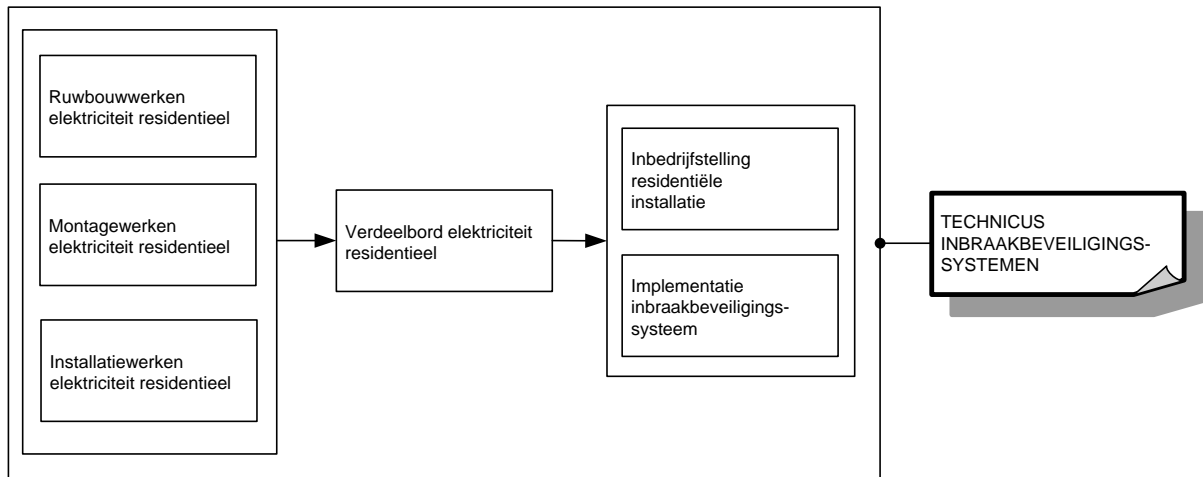 Ruwbouwwerken
elektriciteit residentieel
Montagewerken
elektriciteit residentieel
Installatiewerken
elektriciteit residentieel
Verdeelbord elektriciteit
residentieel
Inbedrijfstelling
residentiële
installatie
Implementatie
inbraakbeveiligings-
systeem
TECHNICUS
INBRAAKBEVEILIGINGS-
SYSTEMEN